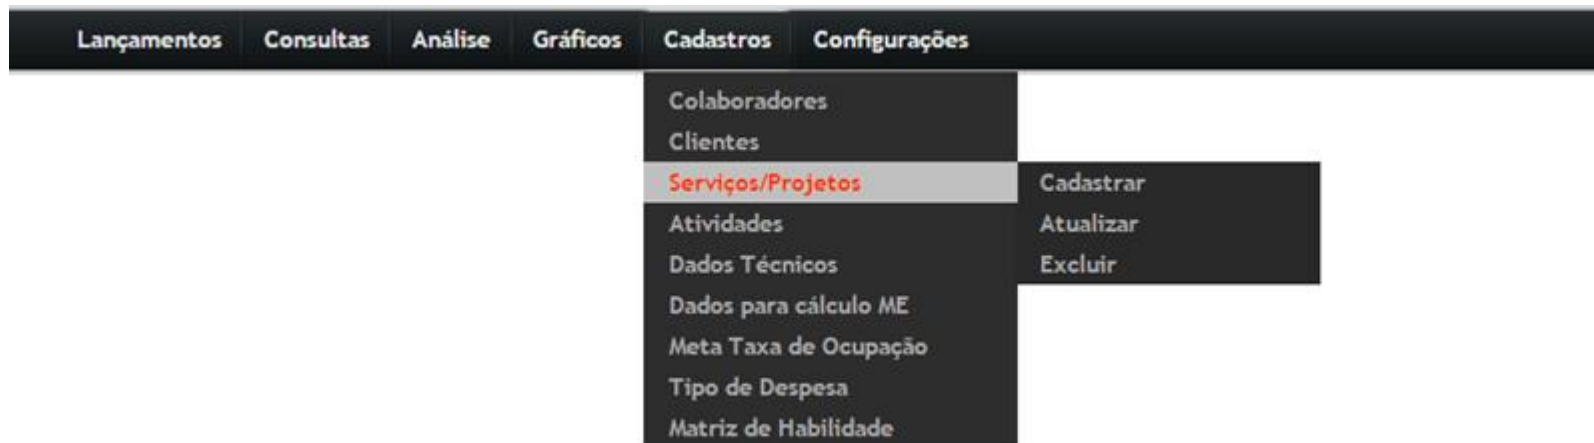 Lançamentos Consultas Análise Gráficos Cadastros Configurações
Colaboradores
Clientes
Serviços/Projetos Cadastrar
Atividades Atualizar
Dados Técnicos Excluir
Dados para cálculo ME
Meta Taxa de Ocupação
Tipo de Despesa
Matriz de Habilidade